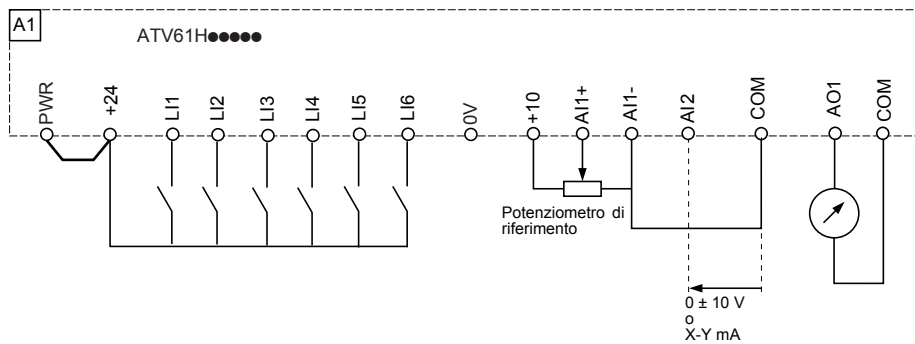 A1
ATV61H●●●●●
PWR
+24
LI1
LI2
LI3
LI4
LI5
LI6
0V
+10
AI1+
AI1-
AI2
COM
AO1
COM
Potenziometro di
riferimento
0 ± 10 V
o
X-Y mA